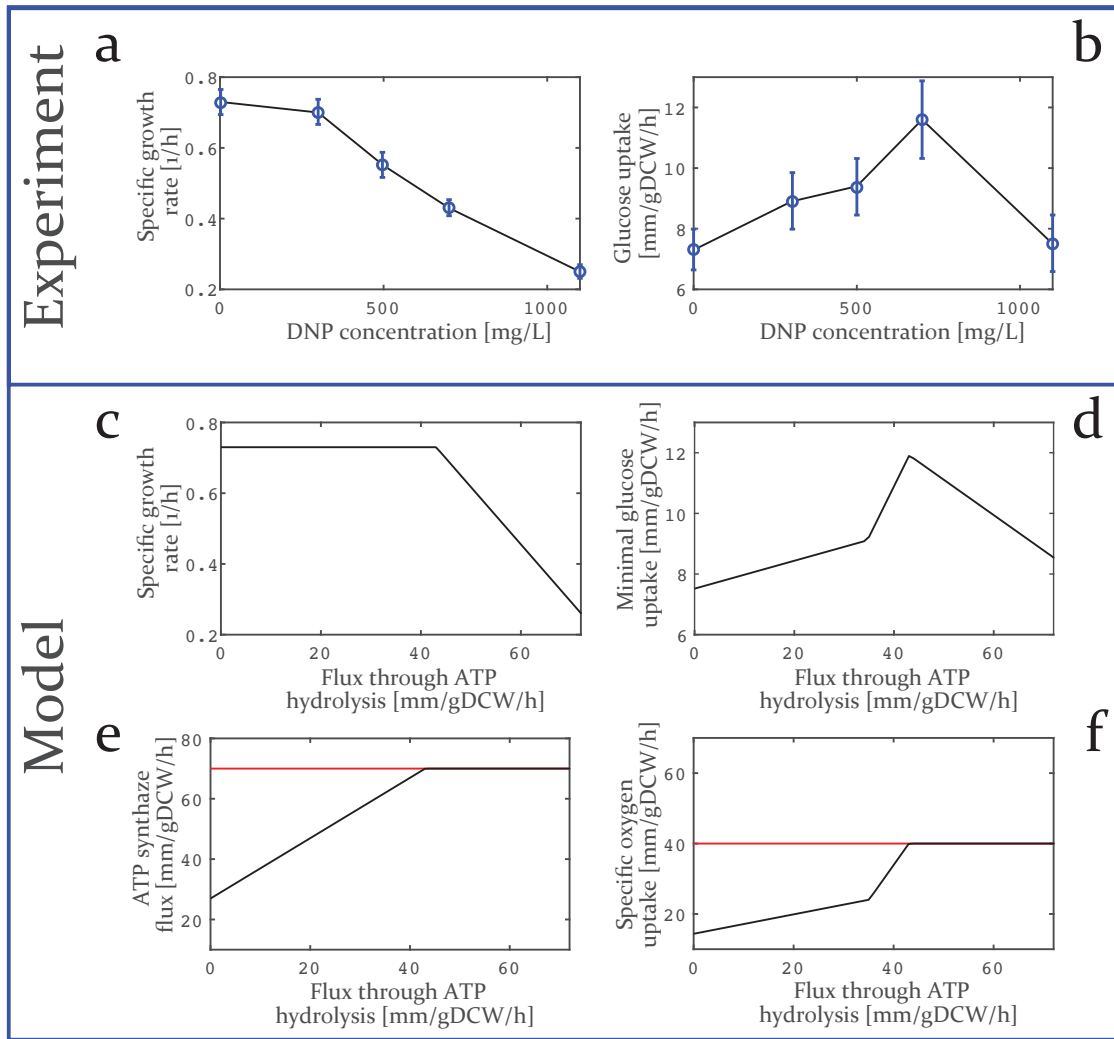 Experiment
a
Specific growth
rate [1/h]
0.8
0.6
0.4
0.2
0
500
1000
DNP concentration [mg/L]
b
Glucose uptake
[mm/gDCW/h]
12
10
8
6
0
500
1000
DNP concentration [mg/L]
Model
c
Specific growth
rate [1/h]
0.8
0.6
0.4
0.2
0
20
40
60
Flux through ATP
hydrolysis [mm/gDCW/h]
d
Minimal glucose
uptake [mm/gDCW/h]
12
10
8
6
0
20
40
60
Flux through ATP
hydrolysis [mm/gDCW/h]
e
ATP synthaze
flux [mm/gDCW/h]
80
60
40
20
0
20
40
60
Flux through ATP
hydrolysis [mm/gDCW/h]
f
Specific oxygen
uptake [mm/gDCW/h]
60
40
20
0
20
40
60
Flux through ATP
hydrolysis [mm/gDCW/h]